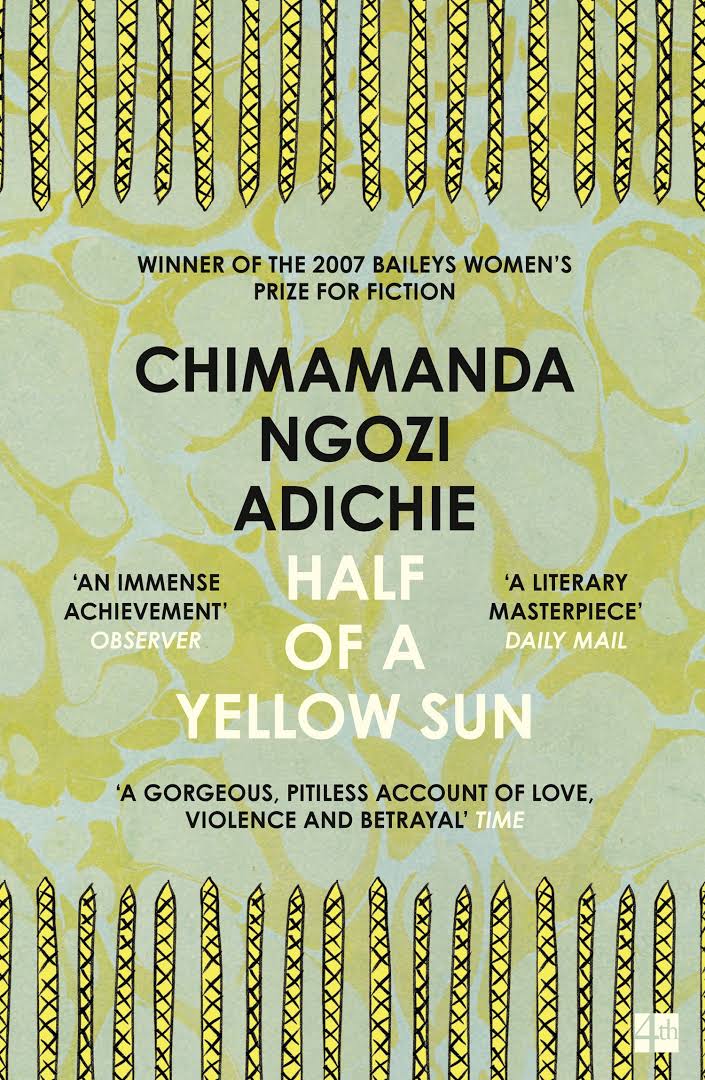 WINNER OF THE 2007 BAILEYS WOMEN'S
PRIZE FOR FICTION
CHIMAMANDA
NGOZI
ADICHIE
HALF
OF A
YELLOW SUN
‘AN IMMENSE
ACHIEVEMENT’
OBSERVER
‘A LITERARY
MASTERPIECE’
DAILY MAIL
‘A GORGEOUS, PITILESS ACCOUNT OF LOVE,
VIOLENCE AND BETRAYAL’ TIME
4th